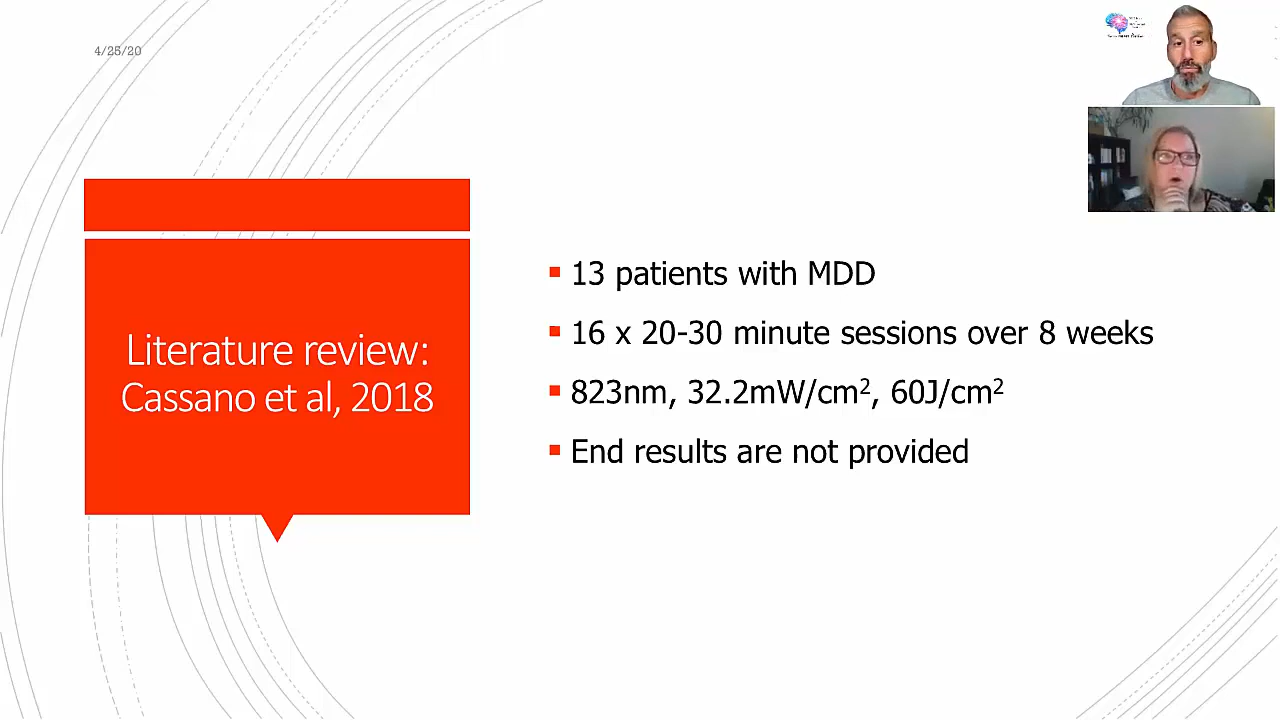 4/25/20
Literature review:
Cassano et al, 2018
13 patients with MDD
16 x 20-30 minute sessions over 8 weeks
823nm, 32.2mW/cm², 60J/cm²
End results are not provided